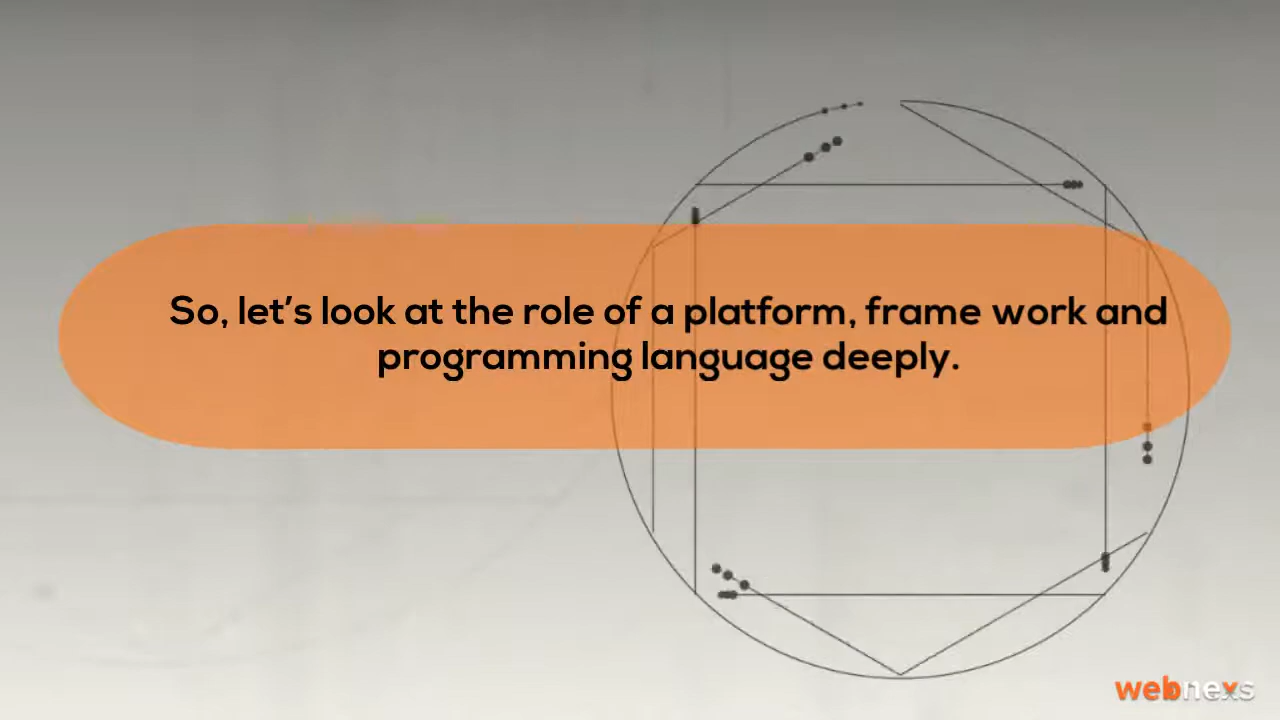 So, let's look at the role of a platform, frame work and
programming language deeply.
webnexs